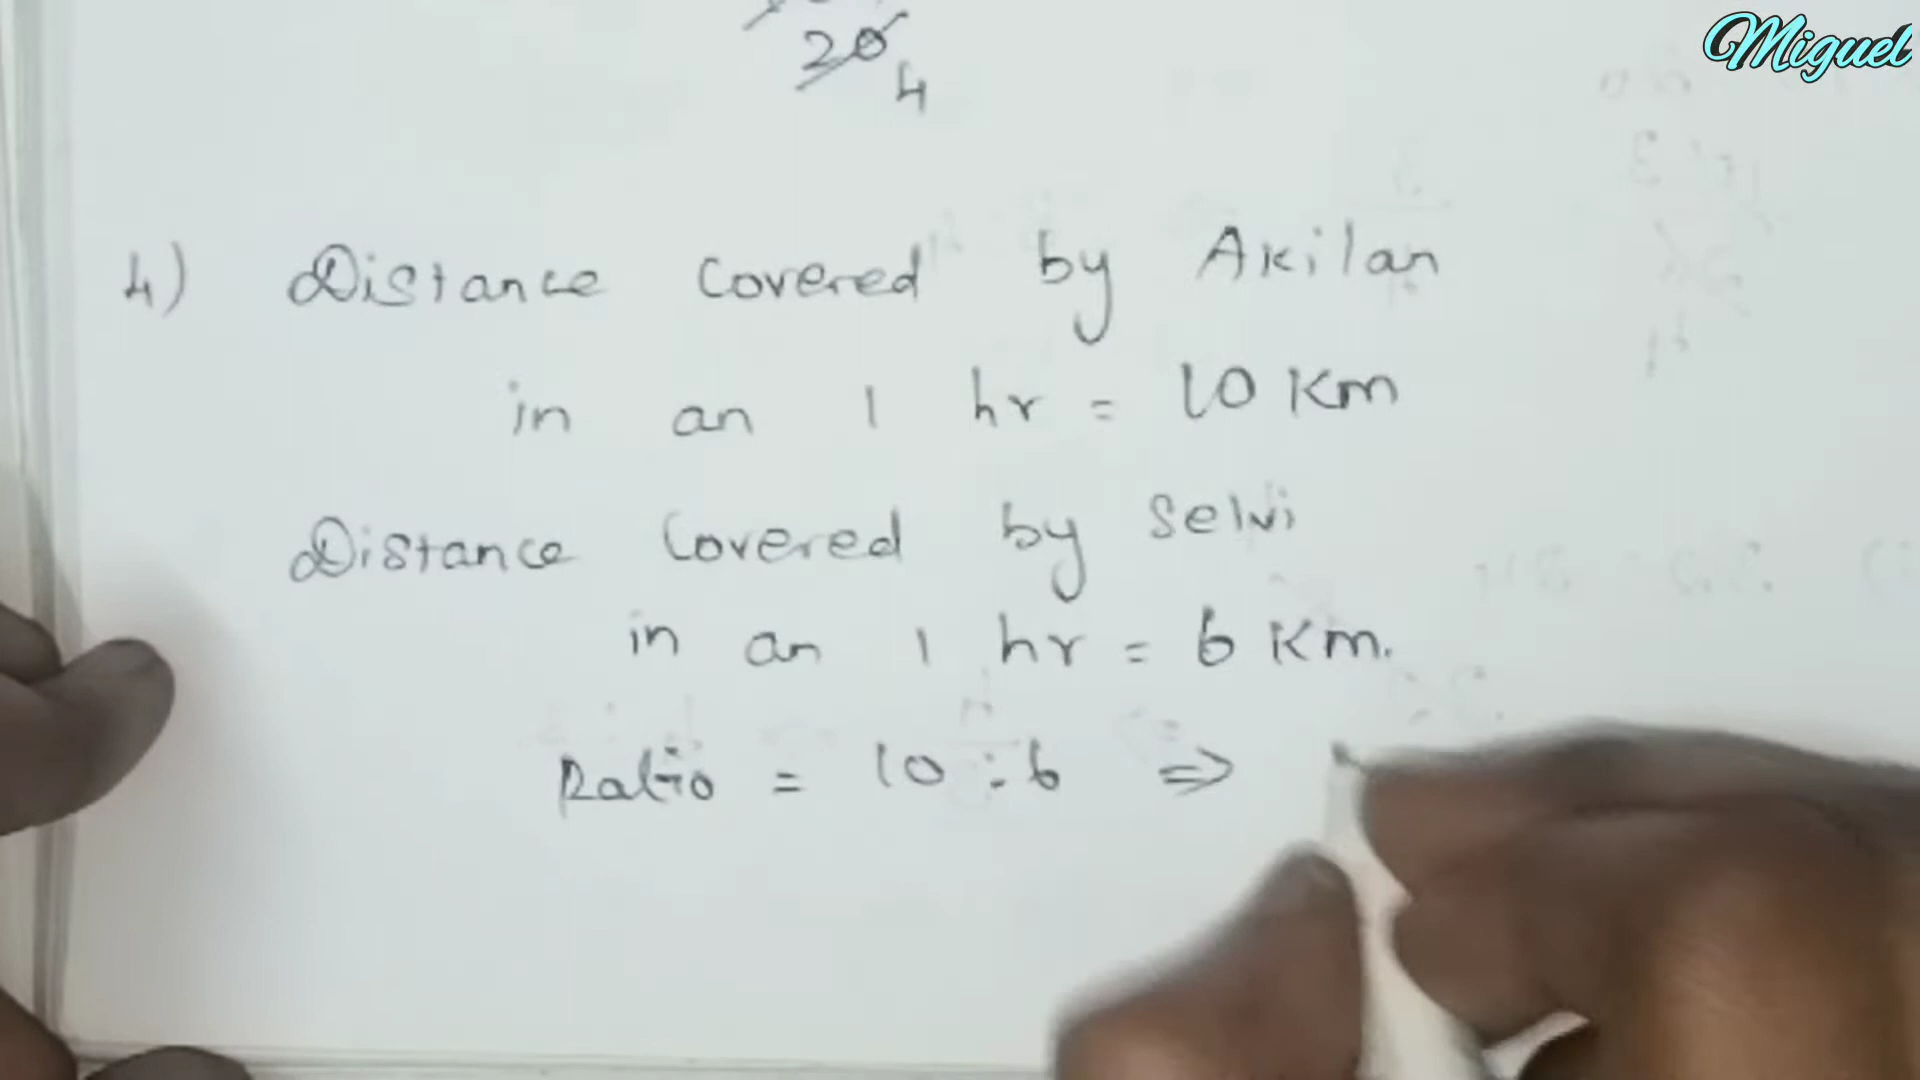 Miguel
20
4
4) Distance covered by Akilan
in an 1 hr = 10 Km
Distance covered by Selvi
in an 1 hr = 6 Km.
Ratio = 10 : 6 ⇒